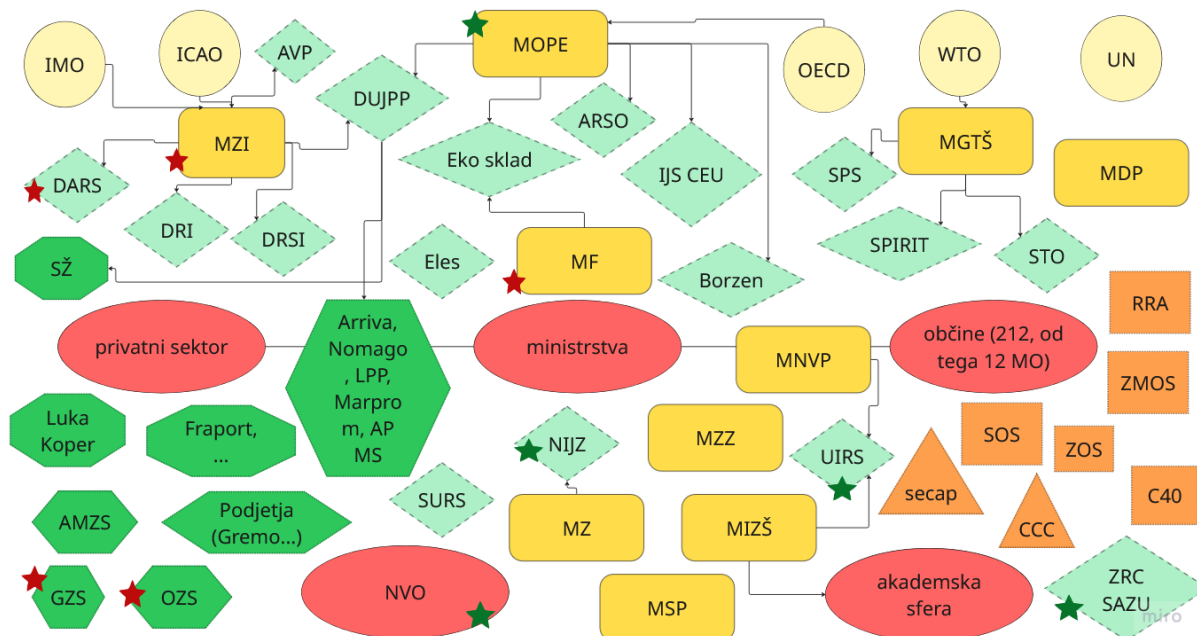 IMO
ICAO
AVP
MOPE
OECD
WTO
UN
DUJPP
MZI
ARSO
MGTŠ
Eko sklad
IJS CEU
SPS
MDP
DARS
DRI
DRSI
SPIRIT
STO
SŽ
Eles
MF
Borzen
RRA
privatni sektor
Arriva,
Nomago
, LPP,
Marpro
m, AP
MS
ministrstva
MNVP
občine (212, od
tega 12 MO)
ZMOS
Luka
Koper
Fraport,
...
NIJZ
MZZ
UIRS
SOS
ZOS
secap
C40
SURS
AMZS
Podjetja
(Gremo...)
MZ
MIZŠ
CCC
GZS
OZS
NVO
MSP
akademska
sfera
ZRC
SAZU
miro